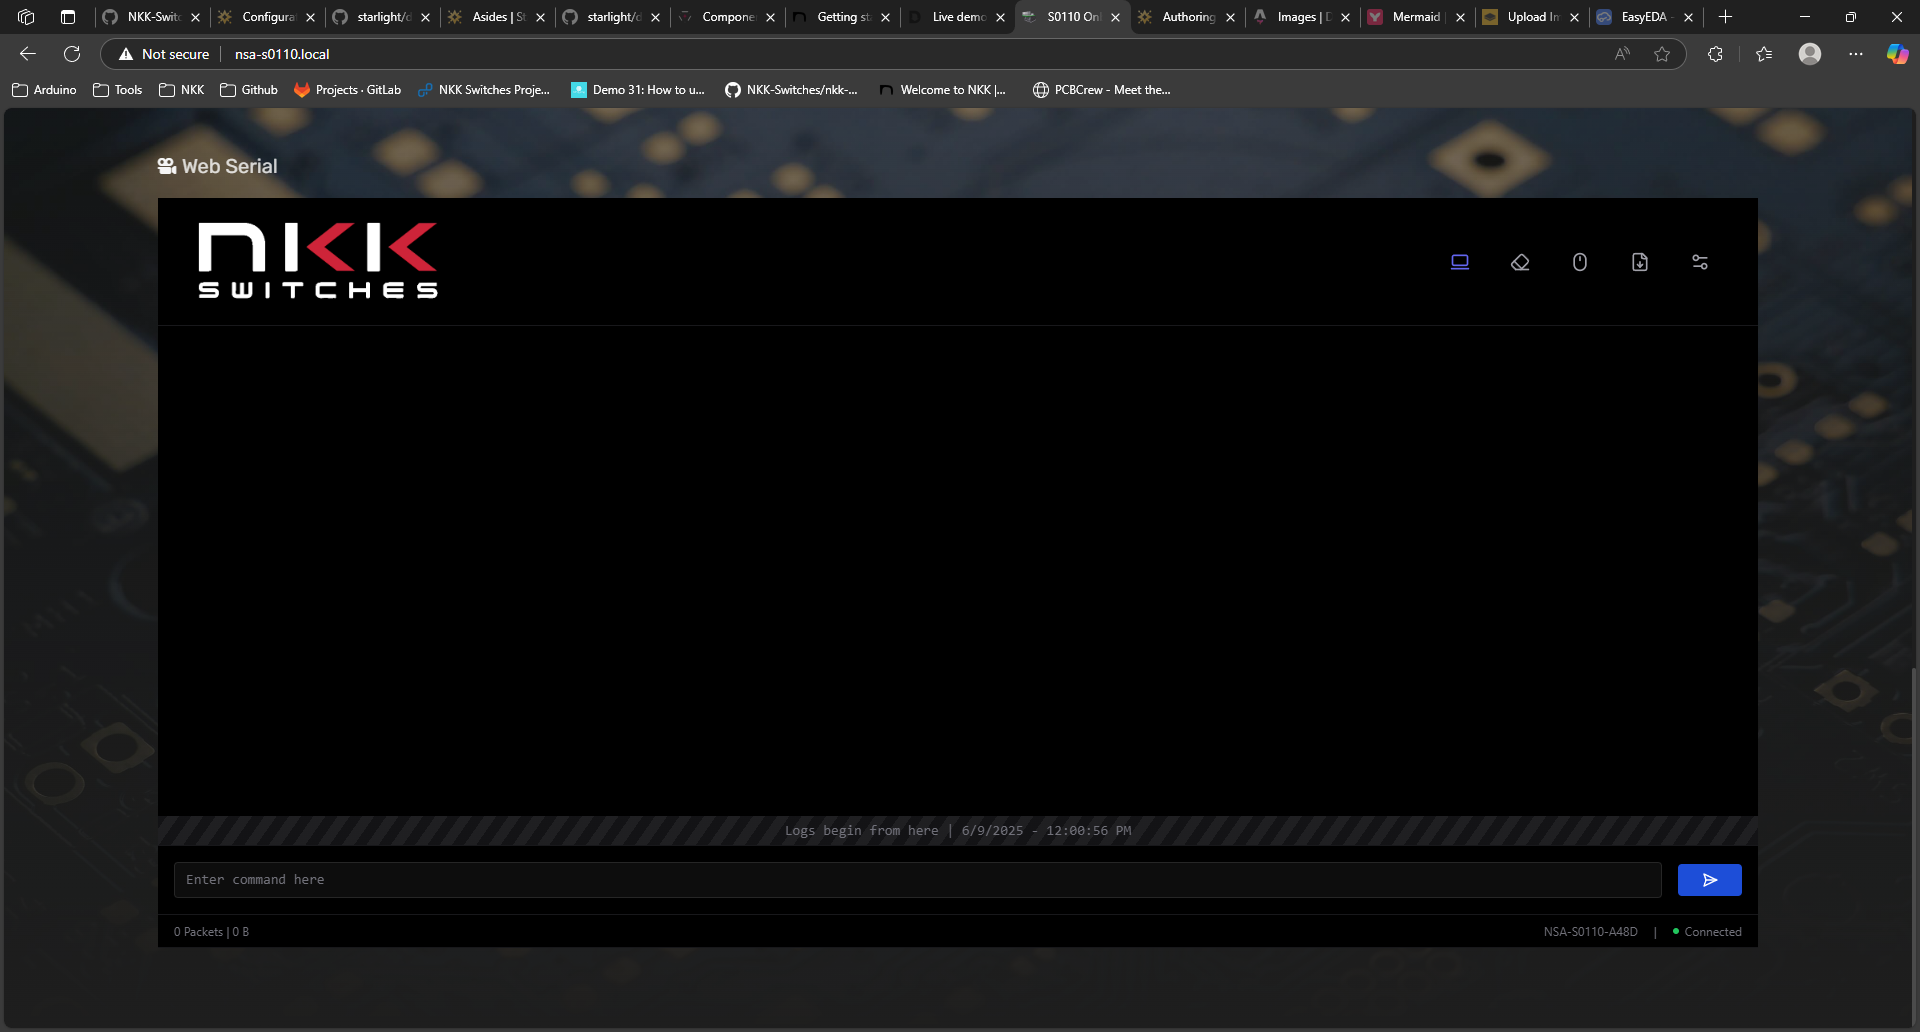 NKK-Switc
Configura
starlight/d
Asides | St
starlight/d
Compone
Getting sta
Live demo
S0110 Onl
Authoring
Images | D
Mermaid
Upload Im
EasyEDA -
Not secure
nsa-s0110.local
Arduino
Tools
NKK
Github
Projects · GitLab
NKK Switches Proje...
Demo 31: How to u...
NKK-Switches/nkk-...
Welcome to NKK |...
PCBCrew - Meet the...
Web Serial
NKK
SWITCHES
Logs begin from here | 6/9/2025 - 12:00:56 PM
Enter command here
0 Packets | 0 B
NSA-S0110-A48D | Connected